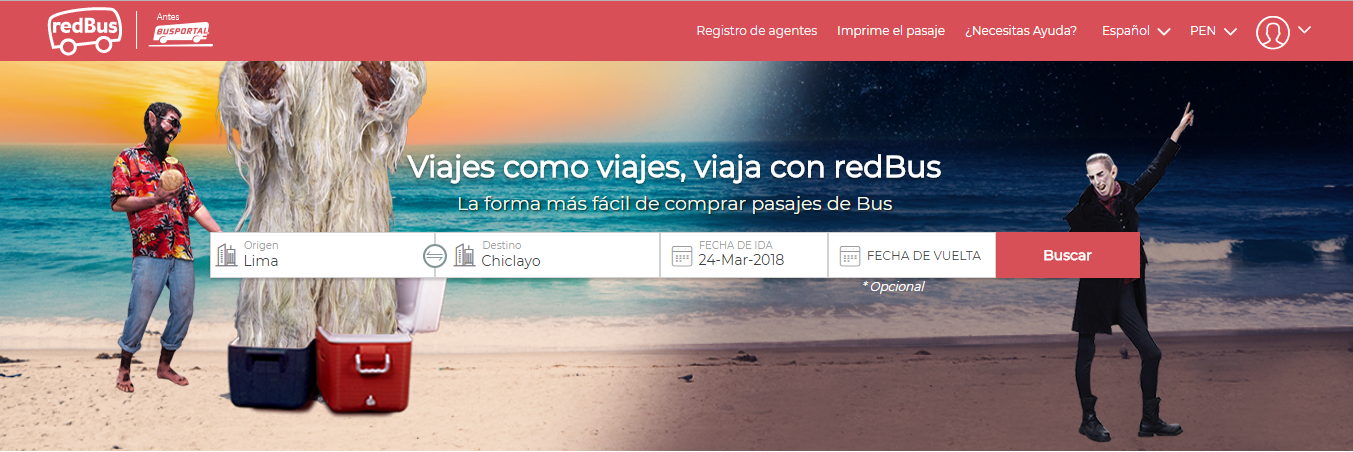 redBus
Antes
BUSPORTAL
Registro de agentes
Imprime el pasaje
¿Necesitas Ayuda?
Español
PEN
Viajes como viajes, viaja con redBus
La forma más fácil de comprar pasajes de Bus
Origen
Lima
Destino
Chiclayo
FECHA DE IDA
24-Mar-2018
FECHA DE VUELTA
Buscar
* Opcional